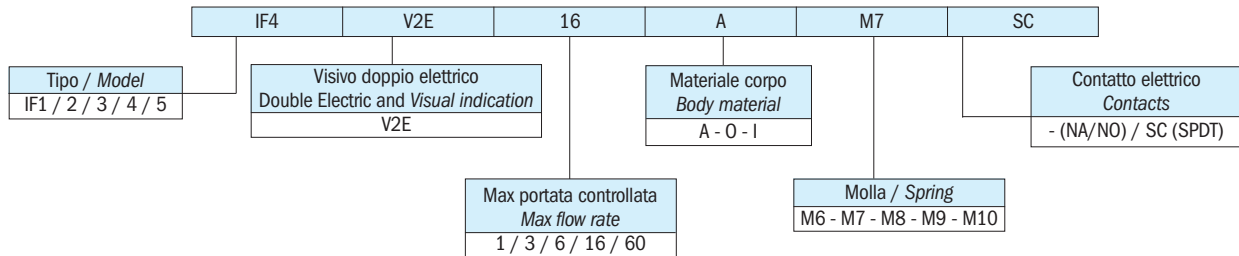 IF4 V2E 16 A M7 SC
Tipo / Model
IF1 / 2 / 3 / 4 / 5
Visivo doppio elettrico
Double Electric and Visual indication
V2E
Materiale corpo
Body material
A - O - I
Contatto elettrico
Contacts
- (NA/NO) / SC (SPDT)
Max portata controllata
Max flow rate
1 / 3 / 6 / 16 / 60
Molla / Spring
M6 - M7 - M8 - M9 - M10